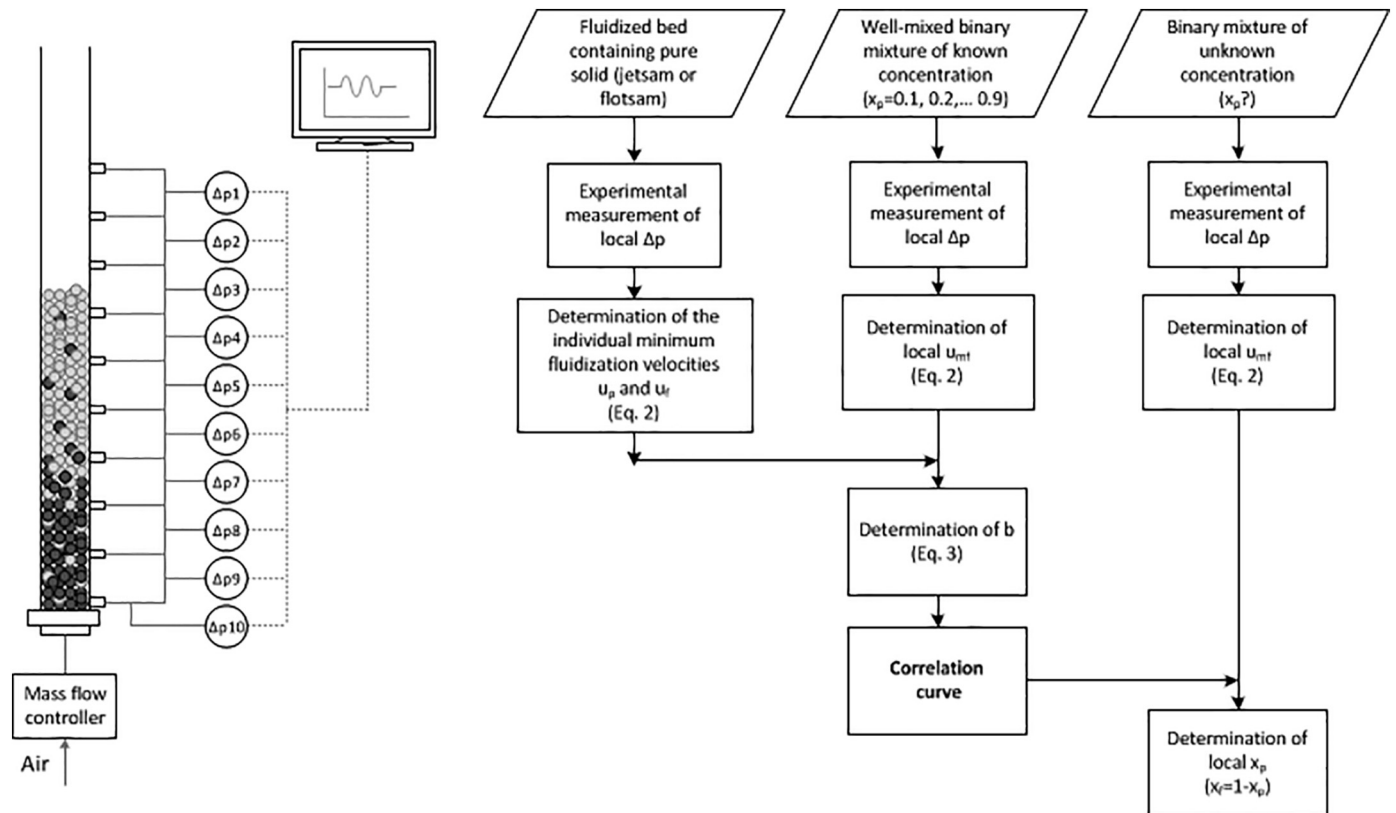 Δp1
Δp2
Δp3
Δp4
Δp5
Δp6
Δp7
Δp8
Δp9
Δp10
Mass flow
controller
Air
Fluidized bed
containing pure
solid (jetsam or
flotsam)
Experimental
measurement of
local Δp
Determination of the
individual minimum
fluidization velocities
uₚ and u_f
(Eq. 2)
Well-mixed binary
mixture of known
concentration
(xₚ=0.1, 0.2,... 0.9)
Experimental
measurement of
local Δp
Determination of
local u_mf
(Eq. 2)
Determination of b
(Eq. 3)
Correlation
curve
Binary mixture of
unknown
concentration
(xₚ?)
Experimental
measurement of
local Δp
Determination of
local u_mf
(Eq. 2)
Determination of
local xₚ
(x_f=1-xₚ)